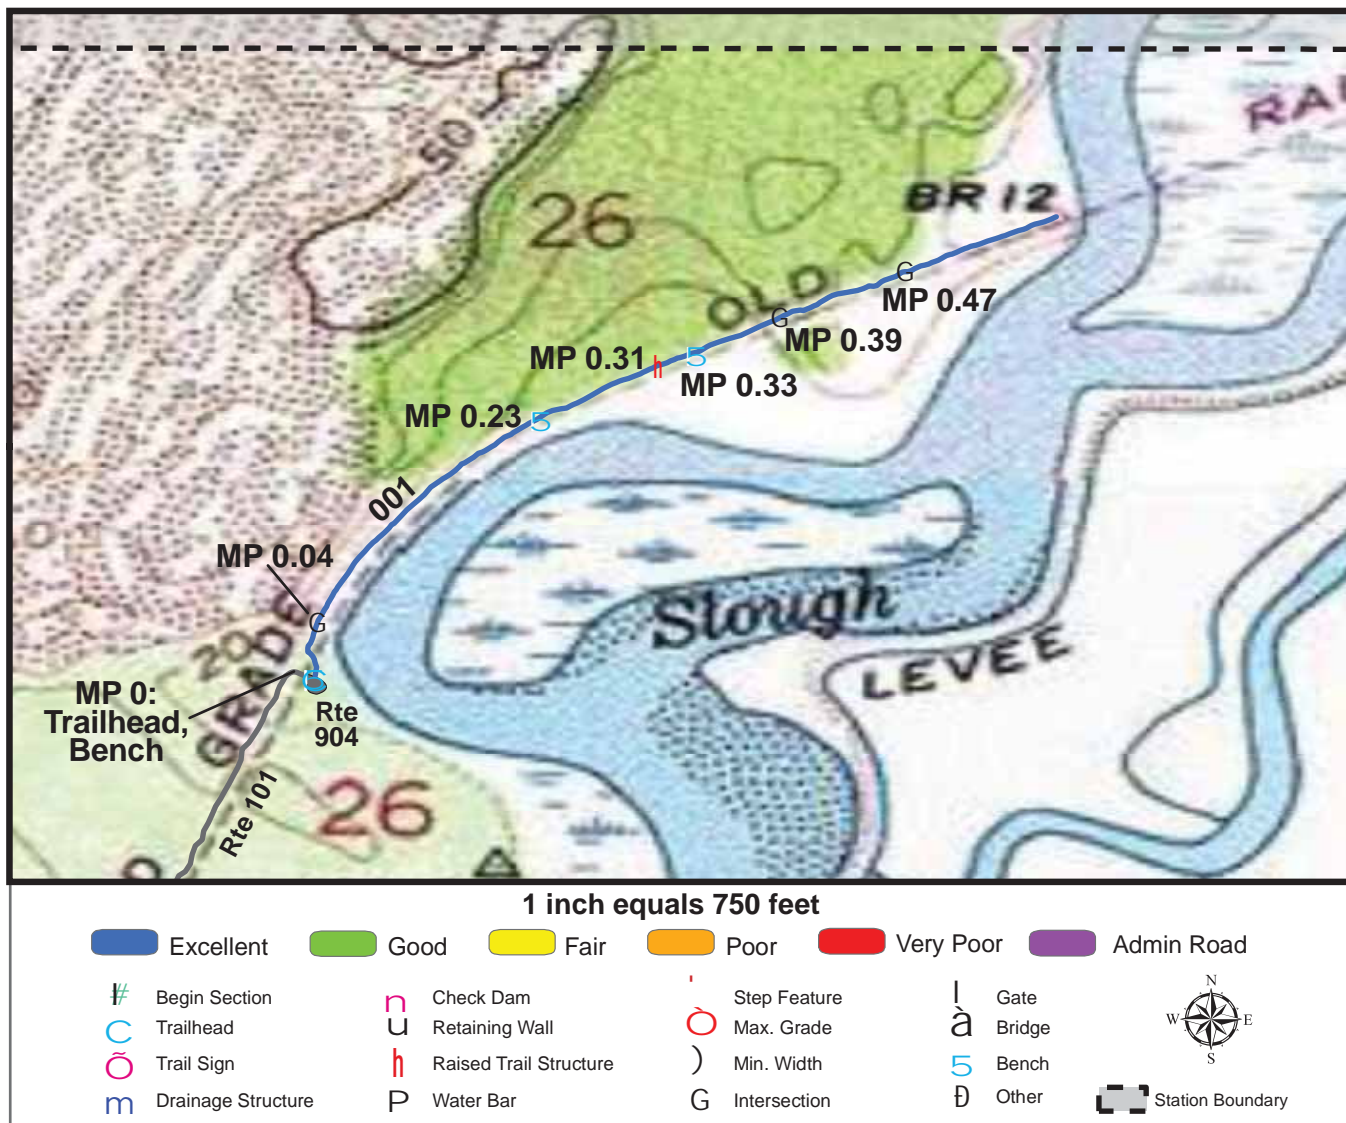 50
RA
26
BR 12
OLD
MP 0.47
MP 0.39
MP 0.31
MP 0.33
MP 0.23
001
MP 0.04
Slough
LEVEE
20
GRADE
MP 0:
Trailhead,
Bench
Rte
904
26
Rte 101
1 inch equals 750 feet
Excellent
Good
Fair
Poor
Very Poor
Admin Road
Begin Section
Check Dam
Step Feature
Gate
Trailhead
Retaining Wall
Max. Grade
Bridge
Trail Sign
Raised Trail Structure
Min. Width
Bench
Drainage Structure
Water Bar
Intersection
Other
Station Boundary
N
W
E
S